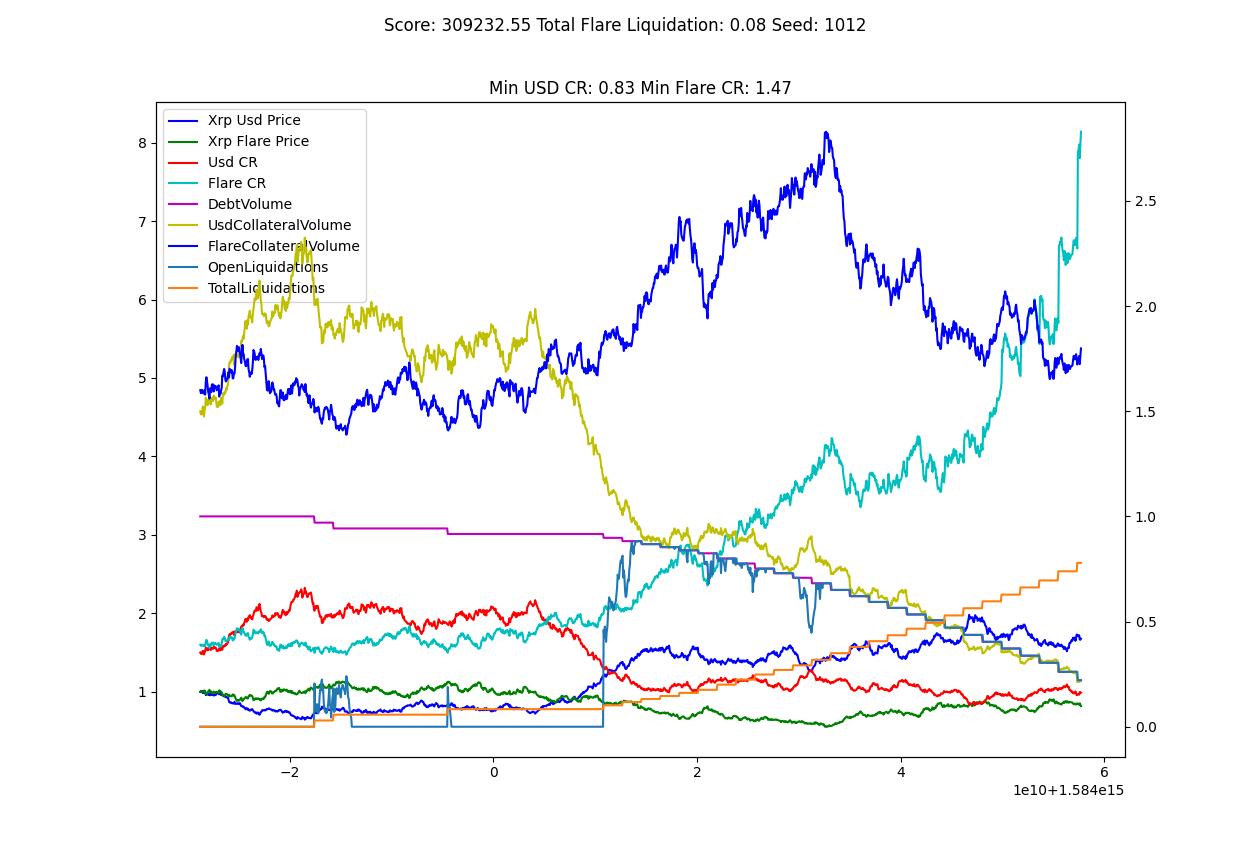 Score: 309232.55 Total Flare Liquidation: 0.08 Seed: 1012
Min USD CR: 0.83 Min Flare CR: 1.47
Xrp Usd Price
Xrp Flare Price
Usd CR
Flare CR
DebtVolume
UsdCollateralVolume
FlareCollateralVolume
OpenLiquidations
TotalLiquidations
8
7
6
5
4
3
2
1
2.5
2.0
1.5
1.0
0.5
0.0
−2
0
2
4
6
1e10+1.584e15